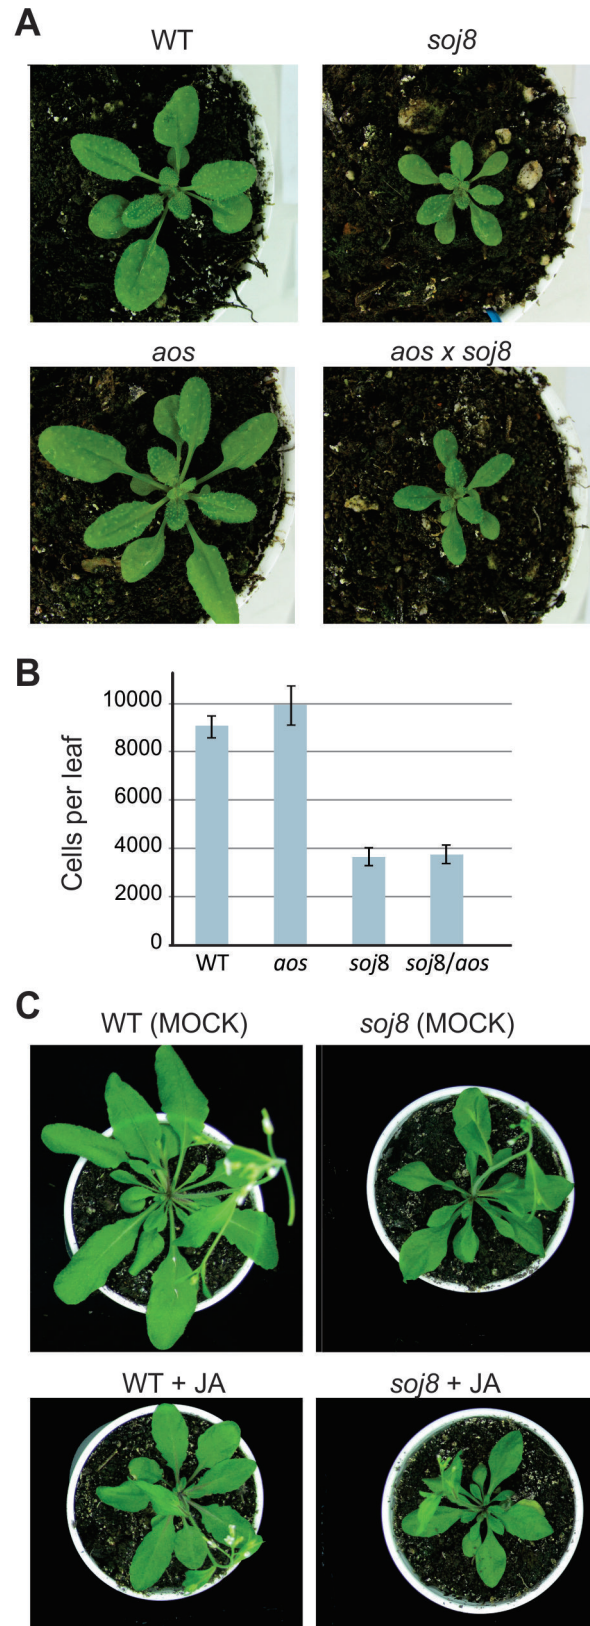 A
WT
soj8
aos
aos x soj8
B
Cells per leaf
10000
8000
6000
4000
2000
0
WT
aos
soj8
soj8/aos
C
WT (MOCK)
soj8 (MOCK)
WT + JA
soj8 + JA